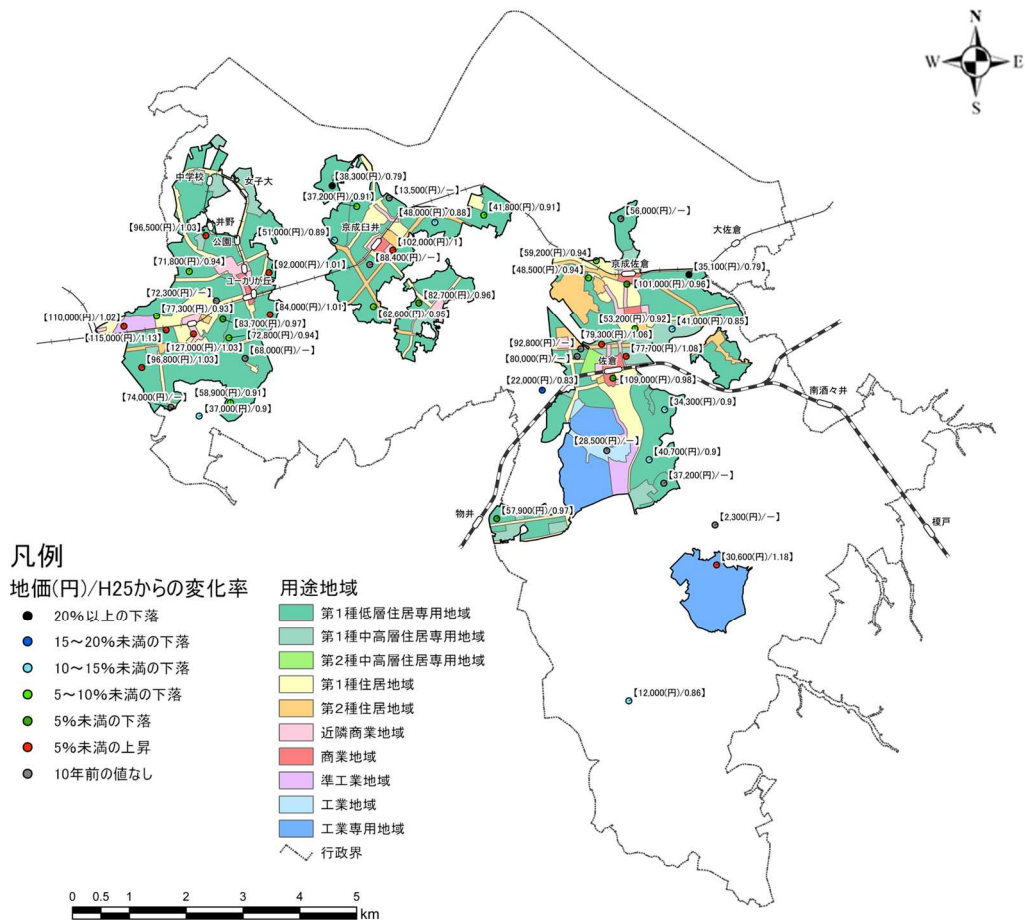 N
W
E
S
中学校
女子大
井野
公園
ユーカリが丘
京成臼井
京成佐倉
大佐倉
佐倉
南酒々井
物井
榎戸
【38,300(円)/0.79】
【37,200(円)/0.91】
【13,500(円)/ー】
【48,000(円)/0.88】
【41,800(円)/0.91】
【96,500(円)/1.03】
【51,000(円)/0.89】
【102,000(円)/1】
【88,400(円)/ー】
【71,800(円)/0.94】
【92,000(円)/1.01】
【72,300(円)/ー】
【77,300(円)/0.93】
【84,000(円)/1.01】
【82,700(円)/0.96】
【62,600(円)/0.95】
【110,000(円)/1.02】
【83,700(円)/0.97】
【115,000(円)/1.13】
【72,800(円)/0.94】
【127,000(円)/1.03】
【68,000(円)/ー】
【96,800(円)/1.03】
【74,000(円)/ー】
【58,900(円)/0.91】
【37,000(円)/0.9】
【56,000(円)/ー】
【59,200(円)/0.94】
【48,500(円)/0.94】
【35,100(円)/0.79】
【101,000(円)/0.96】
【53,200(円)/0.92】
【41,000(円)/0.85】
【79,300(円)/1.06】
【92,800(円)/ー】
【77,700(円)/1.08】
【80,000(円)/ー】
【22,000(円)/0.83】
【109,000(円)/0.98】
【34,300(円)/0.9】
【28,500(円)/ー】
【40,700(円)/0.9】
【37,200(円)/ー】
【57,900(円)/0.97】
【2,300(円)/ー】
【30,600(円)/1.18】
【12,000(円)/0.86】
凡例
地価(円)/H25からの変化率
20%以上の下落
15～20%未満の下落
10～15%未満の下落
5～10%未満の下落
5%未満の下落
5%未満の上昇
10年前の値なし
用途地域
第1種低層住居専用地域
第1種中高層住居専用地域
第2種中高層住居専用地域
第1種住居地域
第2種住居地域
近隣商業地域
商業地域
準工業地域
工業地域
工業専用地域
行政界
0 0.5 1 2 3 4 5
km